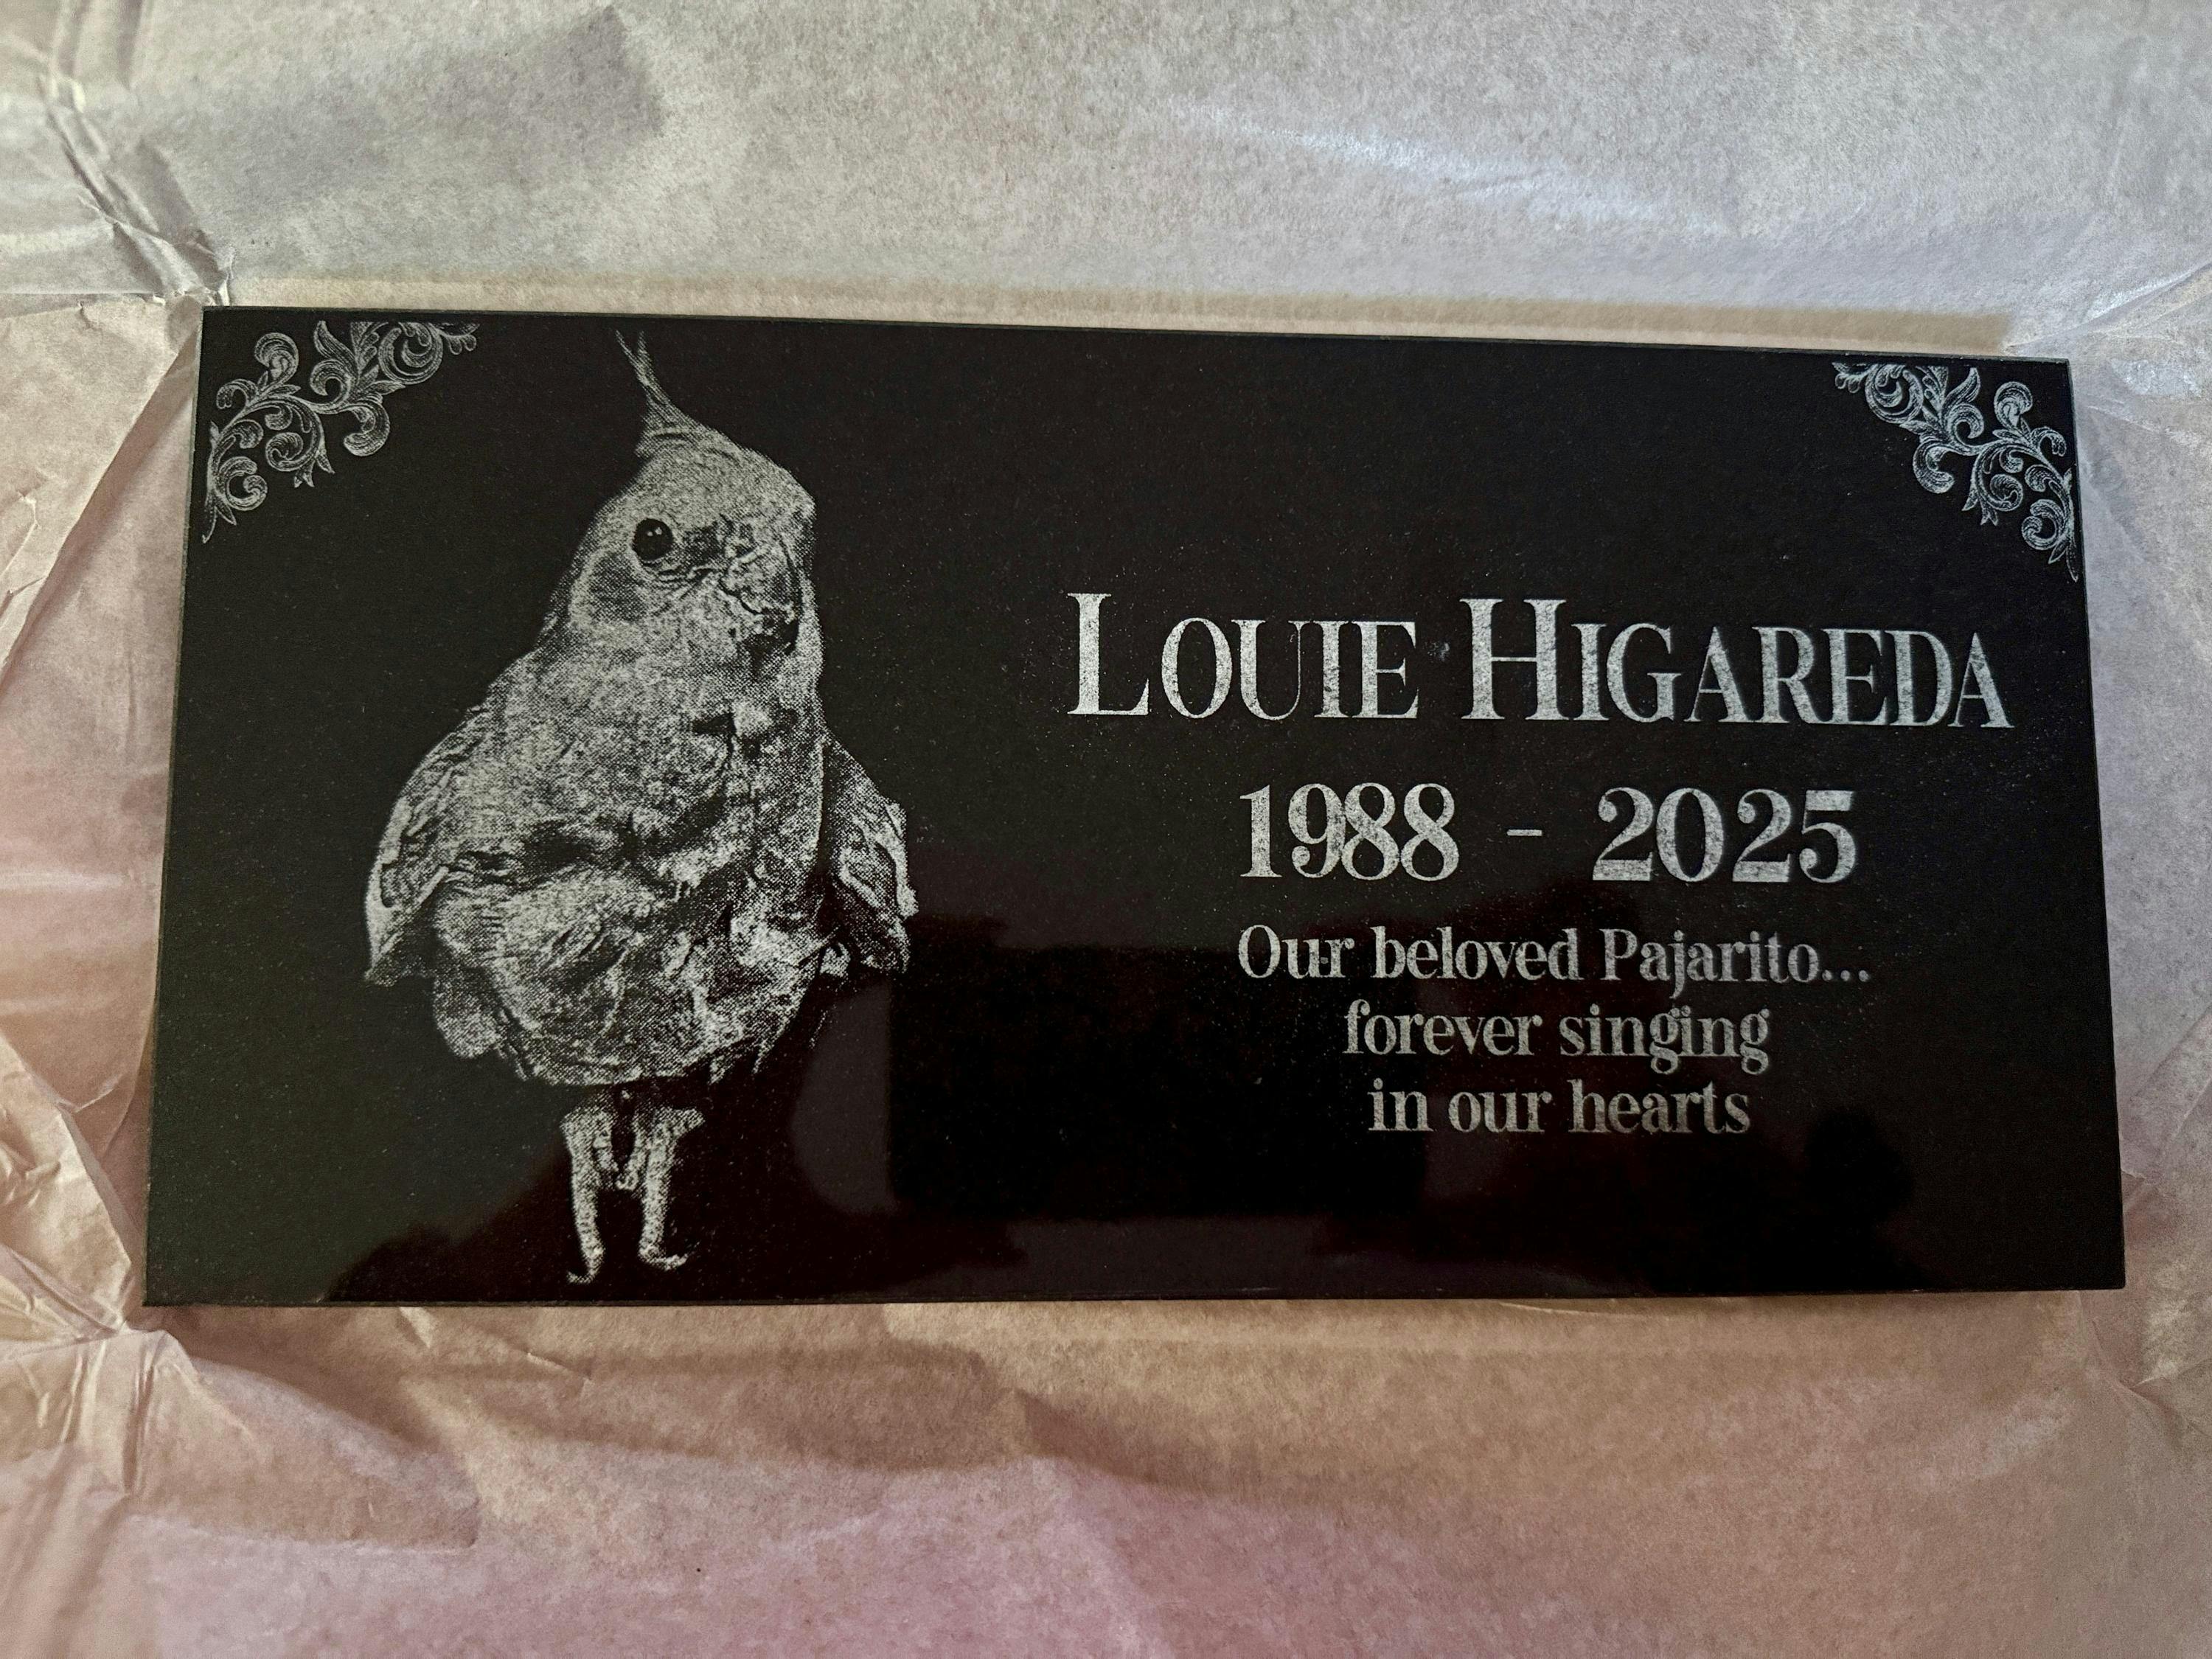 LOUIE HIGAREDA
1988 - 2025
Our beloved Pajarito...
forever singing
in our hearts